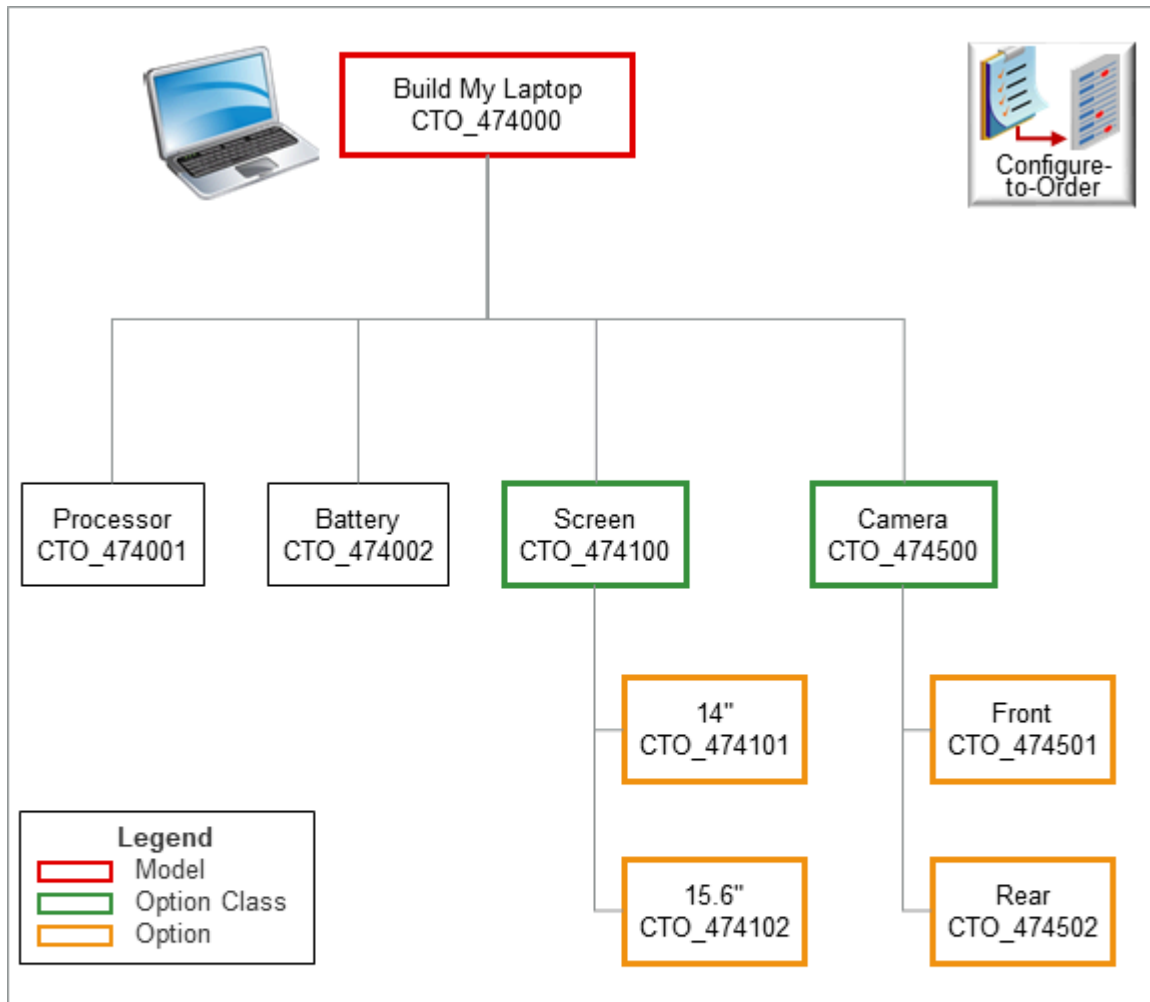 Build My Laptop
CTO_474000
Configure-
to-Order
Processor
CTO_474001
Battery
CTO_474002
Screen
CTO_474100
Camera
CTO_474500
14"
CTO_474101
Front
CTO_474501
15.6"
CTO_474102
Rear
CTO_474502
Legend
Model
Option Class
Option